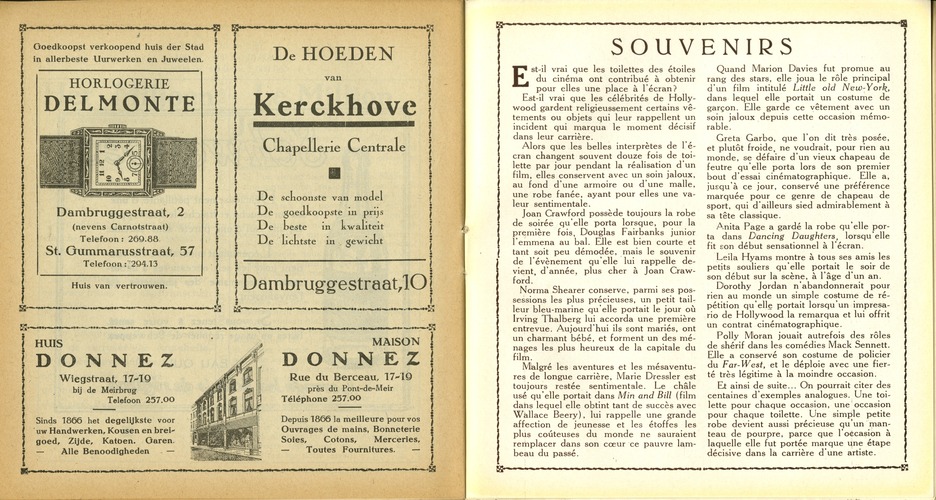 Goedkoopst verkoopend huis der Stad
in allerbeste Uurwerken en Juweelen.
HORLOGERIE
DELMONTE
Dambruggestraat, 2
(nevens Carnotstraat)
Telefoon: 269.88
St. Gummarusstraat, 57
Telefoon: 294.13
Huis van vertrouwen.
De HOEDEN
van
Kerckhove
Chapellerie Centrale
De schoonste van model
De goedkoopste in prijs
De beste in kwaliteit
De lichtste in gewicht
Dambruggestraat,10
HUIS
DONNEZ
Wiegstraat, 17-19
bij de Meirbrug
Telefoon 257.00
Sinds 1866 het degelijkste voor
uw Handwerken, Kousen en brei-
goed, Zijde, Katoen. Garen.
— Alle Benoodigheden —
MAISON
DONNEZ
Rue du Berceau, 17-19
près du Pont-de-Meir
Téléphone 257.00
Depuis 1866 la meilleure pour vos
Ouvrages de mains, Bonneterie
Soies, Cotons, Merceries,
— Toutes Fournitures. —
SOUVENIRS
Est-il vrai que les toilettes des étoiles
du cinéma ont contribué à obtenir
pour elles une place à l'écran?
Est-il vrai que les célébrités de Holly-
wood gardent religieusement certains vê-
tements ou objets qui leur rappellent un
incident qui marqua le moment décisif
dans leur carrière.
Alors que les belles interprètes de l'é-
cran changent souvent douze fois de toi-
lette par jour pendant la réalisation d'un
film, elles conservent avec un soin jaloux,
au fond d'une armoire ou d'une malle,
une robe fanée, ayant pour elles une va-
leur sentimentale.
Joan Crawford possède toujours la robe
de soirée qu'elle porta lorsque, pour la
première fois, Douglas Fairbanks junior
l'emmena au bal. Elle est bien courte et
tant soit peu démodée, mais le souvenir
de l'évènement qu'elle lui rappelle de-
vient, d'année, plus cher à Joan Craw-
ford.
Norma Shearer conserve, parmi ses pos-
sessions les plus précieuses, un petit tail-
leur bleu-marine qu'elle portait le jour où
Irving Thalberg lui accorda une première
entrevue. Aujourd'hui ils sont mariés, ont
un charmant bébé, et forment un des mé-
nages les plus heureux de la capitale du
film.
Malgré les aventures et les mésaventu-
res de longue carrière, Marie Dressler est
toujours restée sentimentale. Le châle
usé qu'elle portait dans Min and Bill (film
dans lequel elle obtint tant de succès avec
Wallace Beery), lui rappelle une grande
affection de jeunesse et les étoffes les
plus coûteuses du monde ne sauraient
remplacer dans son cœur ce pauvre lam-
beau du passé.
Quand Marion Davies fut promue au
rang des stars, elle joua le rôle principal
d'un film intitulé Little old New-York,
dans lequel elle portait un costume de
garçon. Elle garde ce vêtement avec un
soin jaloux depuis cette occasion mémo-
rable.
Greta Garbo, que l'on dit très posée,
et plutôt froide, ne voudrait, pour rien au
monde, se défaire d'un vieux chapeau de
feutre qu'elle porta lors de son premier
bout d'essai cinématographique. Elle a,
jusqu'à ce jour, conservé une préférence
marquée pour ce genre de chapeau de
sport, qui d'ailleurs sied admirablement à
sa tête classique.
Anita Page a gardé la robe qu'elle por-
ta dans Dancing Daughters, lorsqu'elle
fit son début sensationnel à l'écran.
Leila Hyams montre à tous ses amis les
petits souliers qu'elle portait le soir de
son début sur la scène, à l'âge d'un an.
Dorothy Jordan n'abandonnerait pour
rien au monde un simple costume de ré-
pétition qu'elle portait lorsqu'un impresa-
rio de Hollywood la remarqua et lui offrit
un contrat cinématographique.
Polly Moran jouait autrefois des rôles
de shérif dans les comédies Mack Sennett.
Elle a conservé son costume de policier
du Far-West, et le déploie avec une fier-
té très légitime à la moindre occasion.
Et ainsi de suite... On pourrait citer des
centaines d'exemples analogues. Une toi-
lette pour chaque occasion, une occasion
pour chaque toilette. Une simple petite
robe devient aussi précieuse qu'un man-
teau de pourpre, parce que l'occasion à
laquelle elle fut portée marque une étape
décisive dans la carrière d'une artiste.